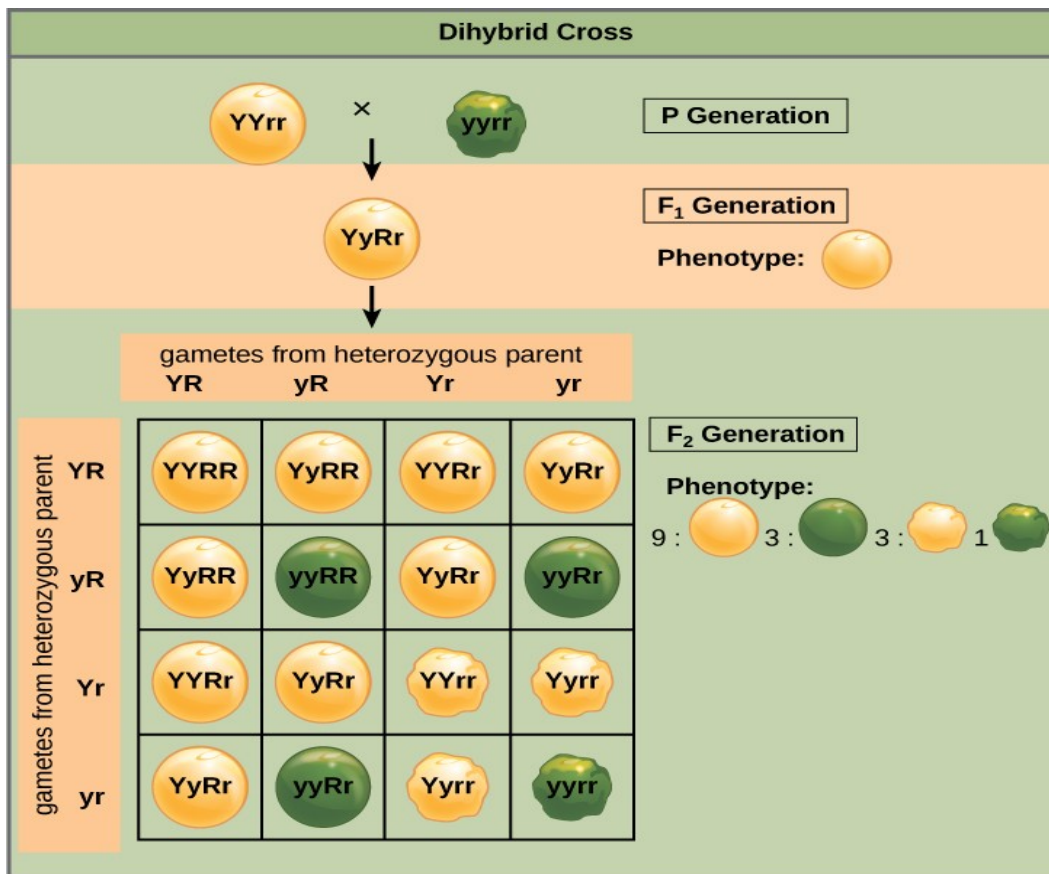 Dihybrid Cross
YYrr × yyrr
P Generation
YyRr
F₁ Generation
Phenotype:
gametes from heterozygous parent
YR yR Yr yr
gametes from heterozygous parent
YR YYRR YyRR YYRr YyRr
yR YyRR yyRR YyRr yyRr
Yr YYRr YyRr YYrr Yyrr
yr YyRr yyRr Yyrr yyrr
F₂ Generation
Phenotype:
9 : 3 : 3 : 1